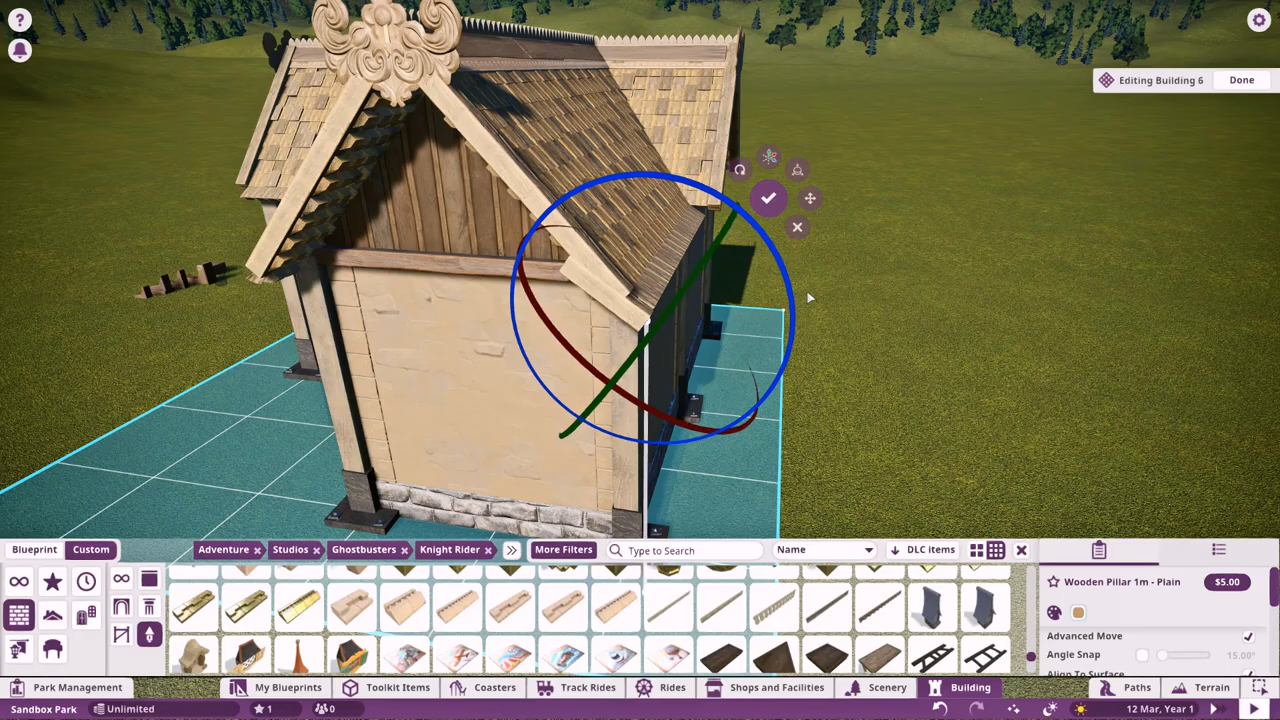 ?
Editing Building 6
Done
Blueprint
Custom
Adventure
Studios
Ghostbusters
Knight Rider
More Filters
Type to Search
Name
DLC items
Wooden Pillar 1m - Plain
$5.00
Advanced Move
Angle Snap
15.00°
Align To Surface
Park Management
My Blueprints
Toolkit Items
Coasters
Track Rides
Rides
Shops and Facilities
Scenery
Building
Paths
Terrain
Sandbox Park
Unlimited
1
0
12 Mar, Year 1